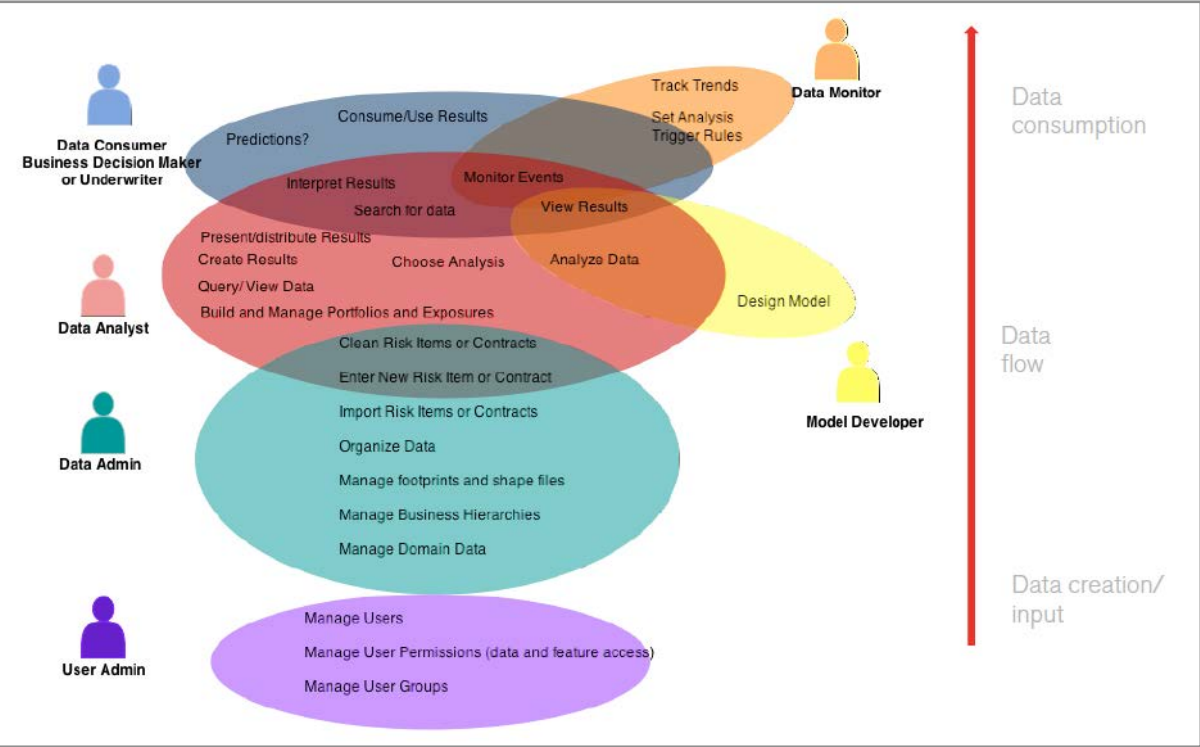 Data Consumer
Business Decision Maker
or Underwriter
Data Analyst
Data Admin
User Admin
Consume/Use Results
Predictions?
Interpret Results
Search for data
Monitor Events
View Results
Track Trends
Set Analysis
Trigger Rules
Data Monitor
Present/distribute Results
Create Results
Choose Analysis
Analyze Data
Query/View Data
Build and Manage Portfolios and Exposures
Design Model
Model Developer
Clean Risk Items or Contracts
Enter New Risk Item or Contract
Import Risk Items or Contracts
Organize Data
Manage footprints and shape files
Manage Business Hierarchies
Manage Domain Data
Manage Users
Manage User Permissions (data and feature access)
Manage User Groups
Data
consumption
Data
flow
Data creation/
input